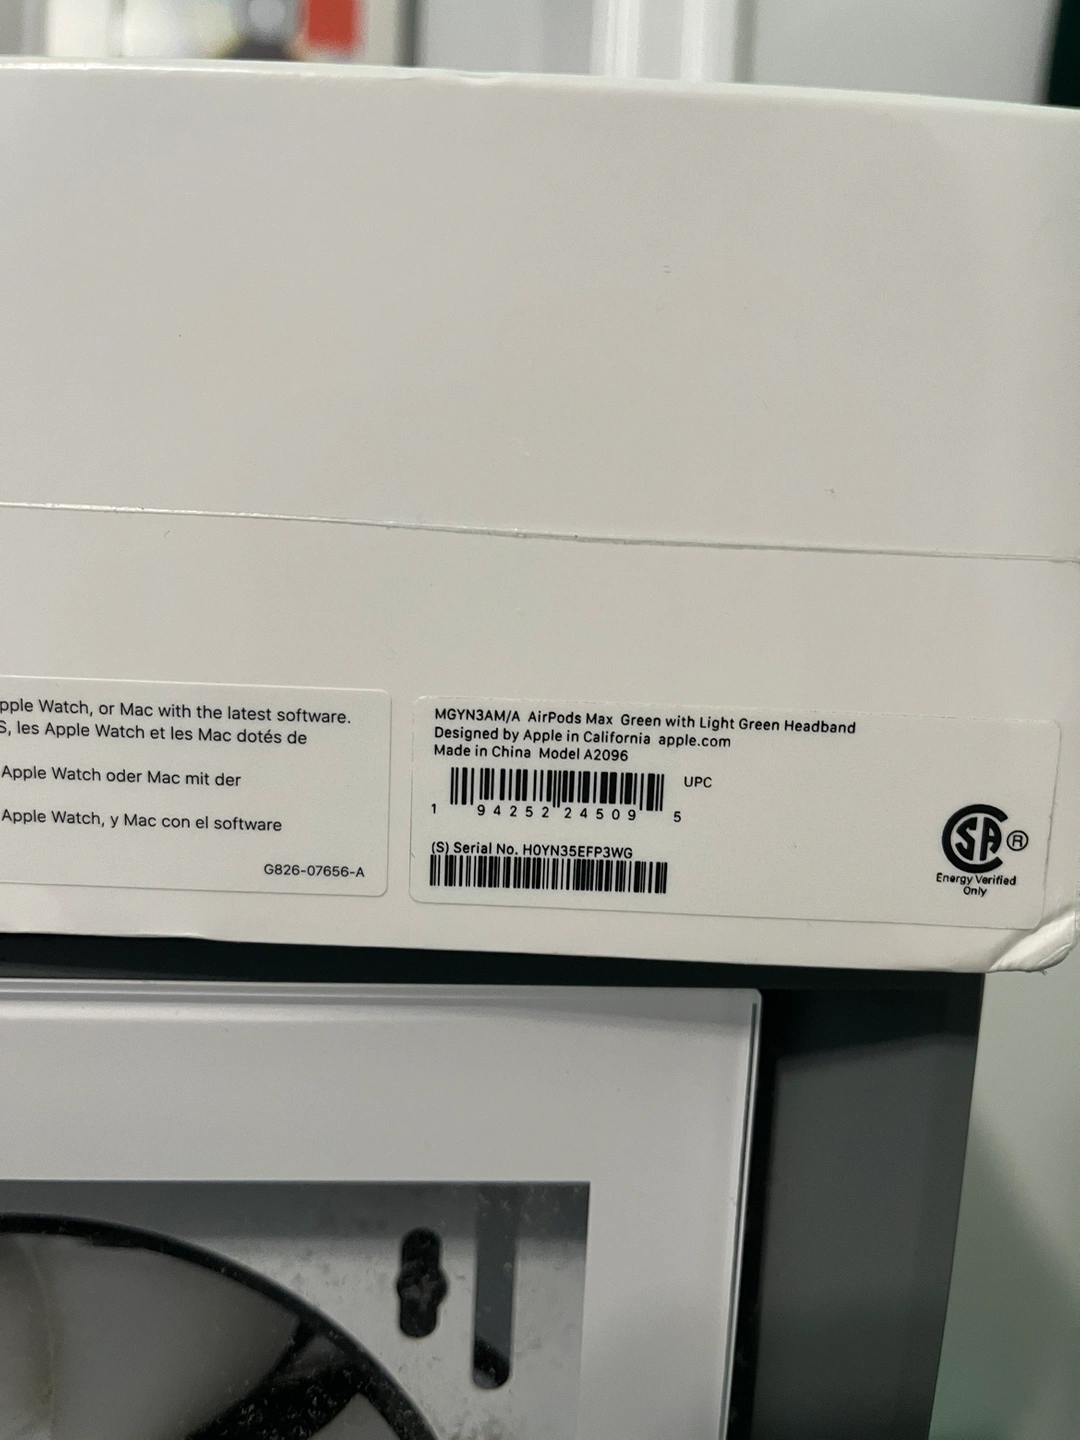 pple Watch, or Mac with the latest software.
S, les Apple Watch et les Mac dotés de
Apple Watch oder Mac mit der
Apple Watch, y Mac con el software
G826-07656-A
MGYN3AM/A AirPods Max Green with Light Green Headband
Designed by Apple in California apple.com
Made in China Model A2096
UPC
1 94252 24509 5
(S) Serial No. H0YN35EFP3WG
SA ®
Energy Verified
Only